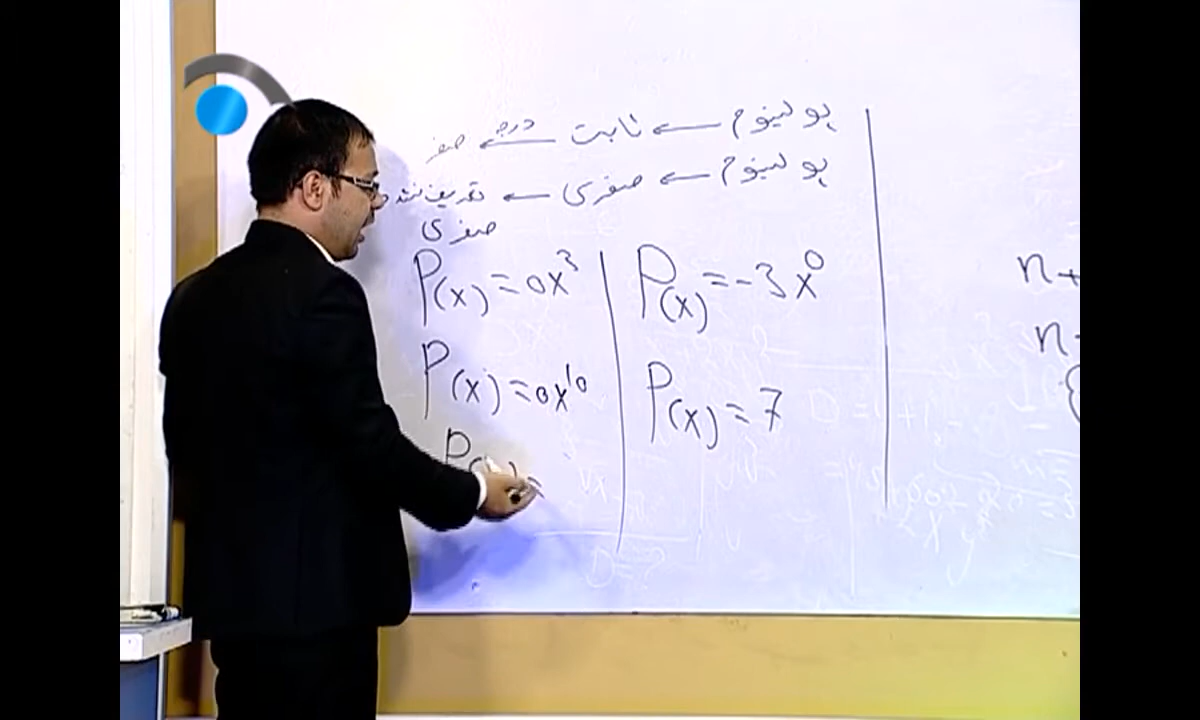 پولینوم ثابت درجه صفر
پولینوم صفری تعریف نشده
صفری
P(x) = -3x⁰
P(x) = 7
P(x) = 0x³
P(x) = 0x¹⁰
P(x) =
n+
n-